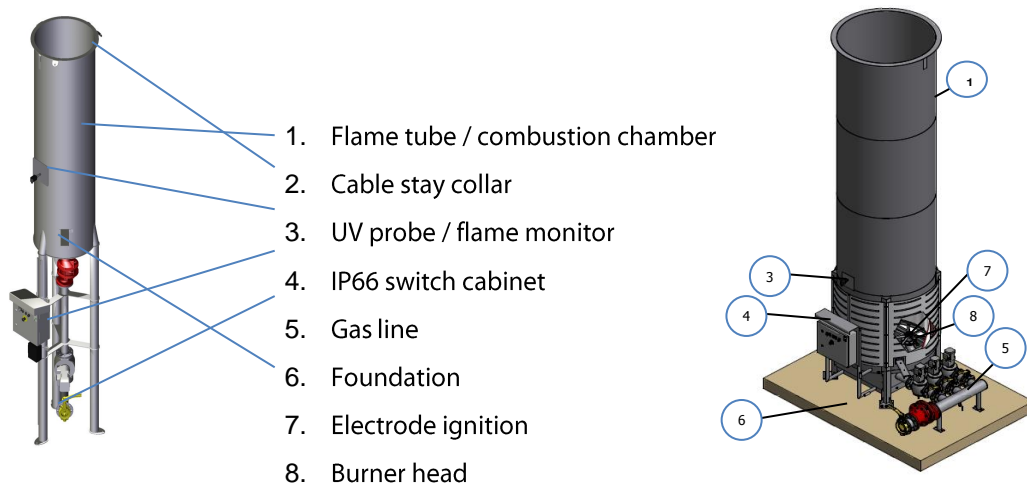 1. Flame tube / combustion chamber
2. Cable stay collar
3. UV probe / flame monitor
4. IP66 switch cabinet
5. Gas line
6. Foundation
7. Electrode ignition
8. Burner head
1
3
7
4
8
5
6